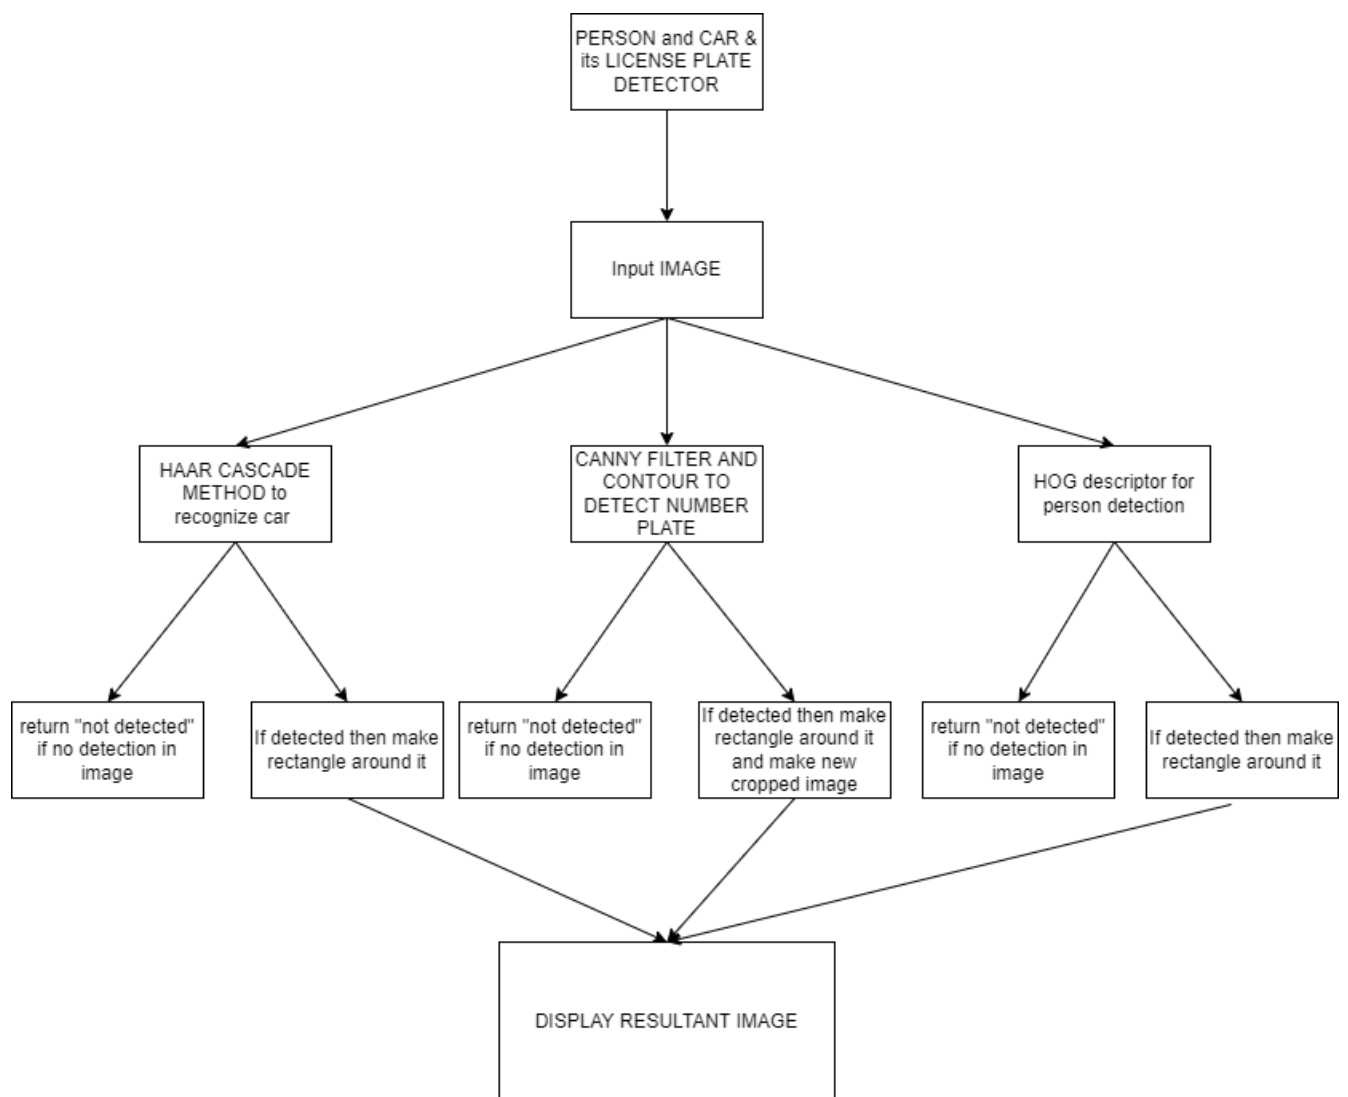 PERSON and CAR &
its LICENSE PLATE
DETECTOR
Input IMAGE
HAAR CASCADE
METHOD to
recognize car
CANNY FILTER AND
CONTOUR TO
DETECT NUMBER
PLATE
HOG descriptor for
person detection
return "not detected"
if no detection in
image
If detected then make
rectangle around it
return "not detected"
if no detection in
image
If detected then make
rectangle around it
and make new
cropped image
return "not detected"
if no detection in
image
If detected then make
rectangle around it
DISPLAY RESULTANT IMAGE